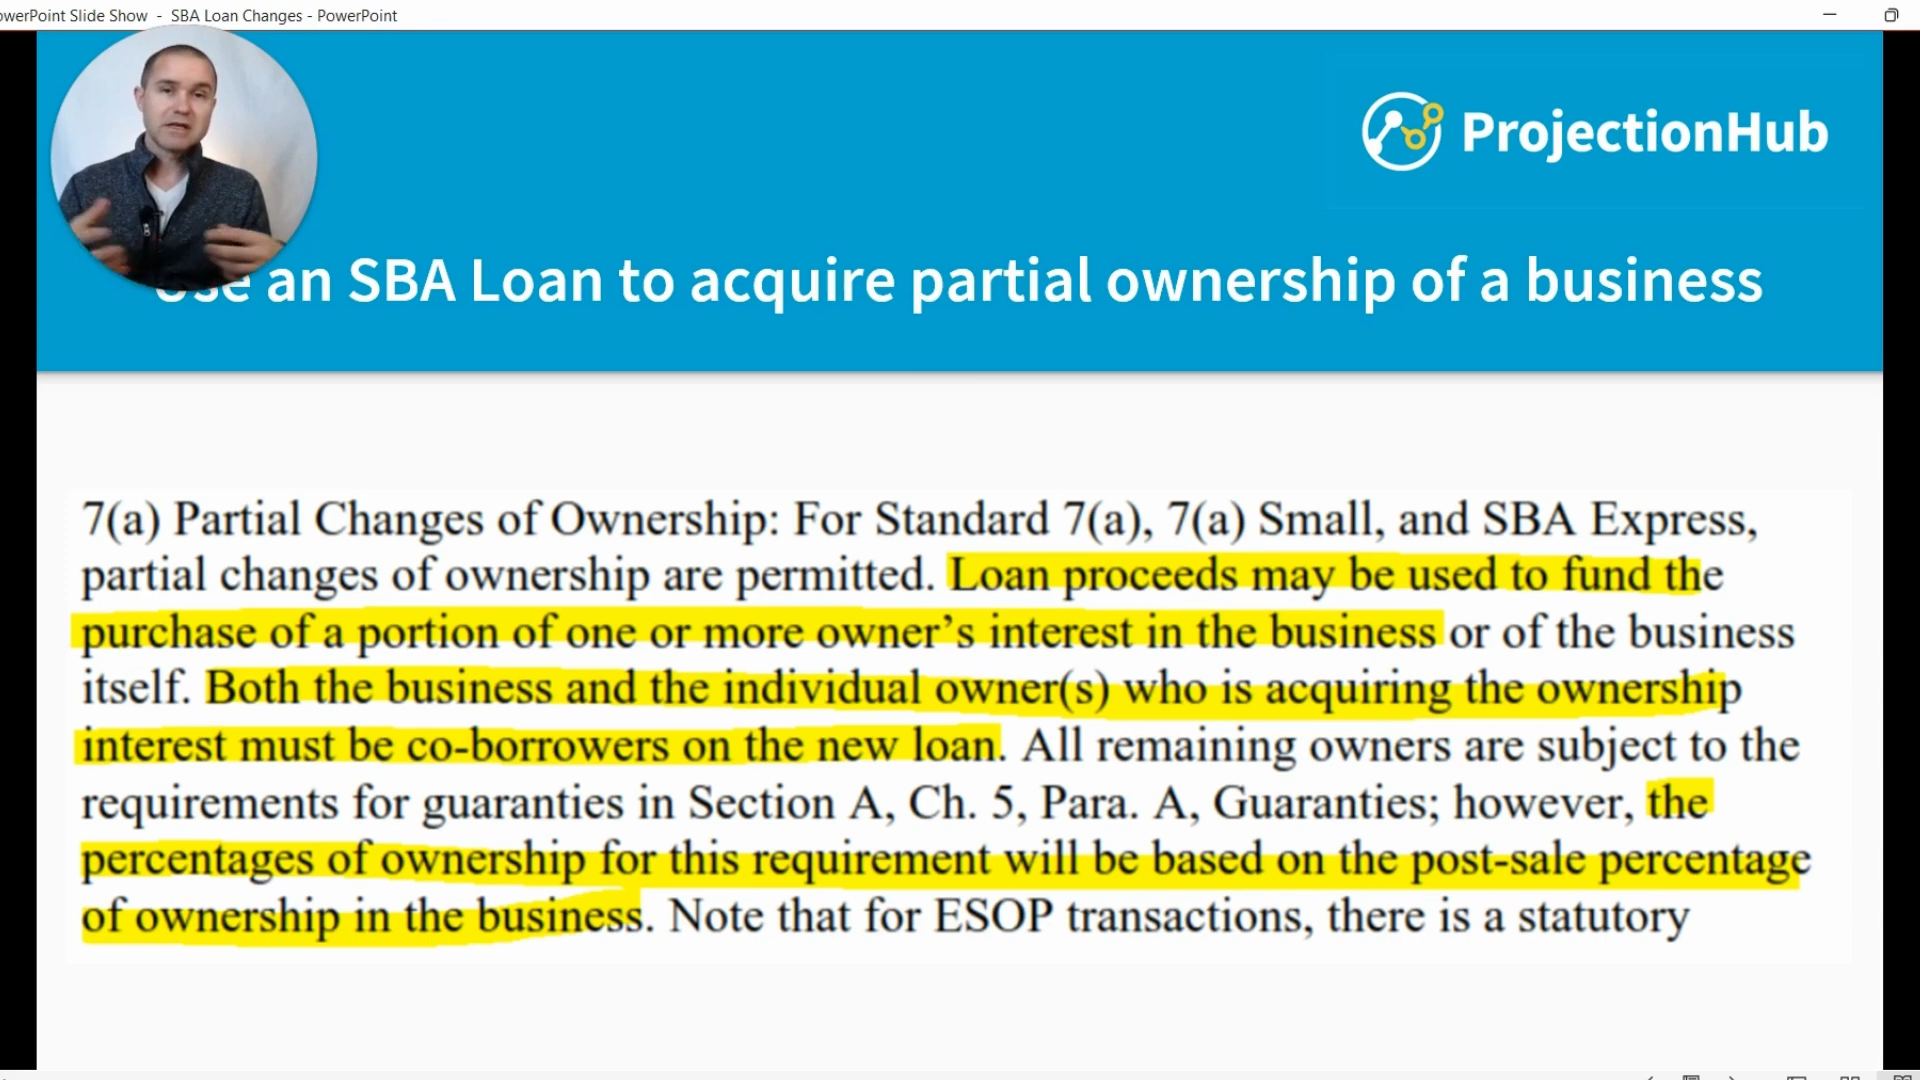 PowerPoint Slide Show - SBA Loan Changes - PowerPoint
ProjectionHub
Use an SBA Loan to acquire partial ownership of a business
7(a) Partial Changes of Ownership: For Standard 7(a), 7(a) Small, and SBA Express,
partial changes of ownership are permitted. Loan proceeds may be used to fund the
purchase of a portion of one or more owner’s interest in the business or of the business
itself. Both the business and the individual owner(s) who is acquiring the ownership
interest must be co-borrowers on the new loan. All remaining owners are subject to the
requirements for guaranties in Section A, Ch. 5, Para. A, Guaranties; however, the
percentages of ownership for this requirement will be based on the post-sale percentage
of ownership in the business. Note that for ESOP transactions, there is a statutory